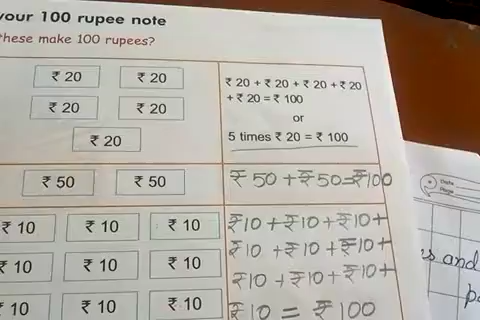 your 100 rupee note
these make 100 rupees?
₹ 20 ₹ 20
₹ 20 ₹ 20
₹ 20
₹ 20 + ₹ 20 + ₹ 20 + ₹ 20
+ ₹ 20 = ₹ 100
or
5 times ₹ 20 = ₹ 100
₹ 50 ₹ 50
₹ 50 + ₹ 50 = ₹ 100
₹ 10 ₹ 10 ₹ 10
₹ 10 ₹ 10 ₹ 10
₹ 10 ₹ 10 ₹ 10
₹10 + ₹10 + ₹10 +
₹10 + ₹10 + ₹10 +
₹10 + ₹10 + ₹10 +
₹10 = ₹ 100
Date
Page
and